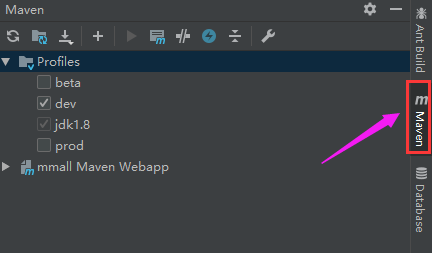 Maven
Profiles
beta
dev
jdk1.8
prod
mmall Maven Webapp
Ant Build
m Maven
Database